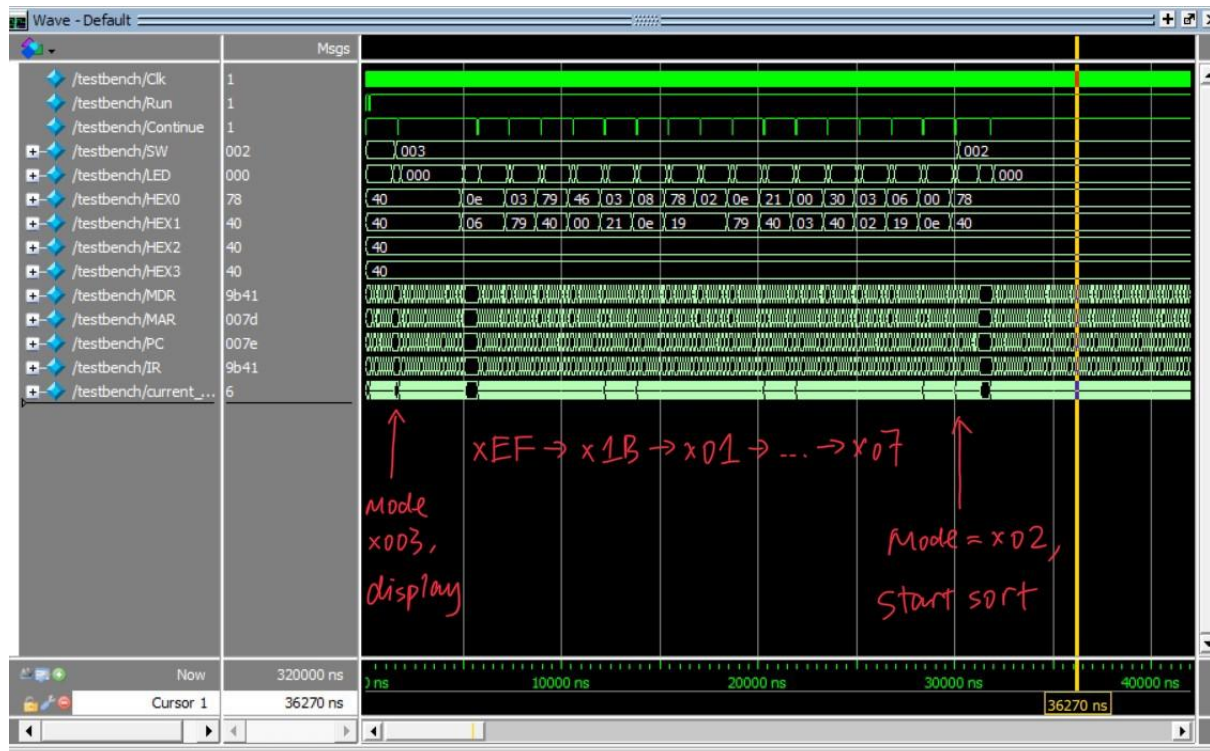 Wave - Default
Msgs
/testbench/Clk 1
/testbench/Run 1
/testbench/Continue 1
/testbench/SW 002 003 002
/testbench/LED 000 000 000
/testbench/HEX0 78 40 0e 03 79 46 03 08 78 02 0e 21 00 30 03 06 00 78
/testbench/HEX1 40 40 06 79 40 00 21 0e 19 79 40 03 40 02 19 0e 40
/testbench/HEX2 40 40
/testbench/HEX3 40 40
/testbench/MDR 9b41
/testbench/MAR 007d
/testbench/PC 007e
/testbench/IR 9b41
/testbench/current_... 6
xEF → x1B → x01 → ... → x07
Mode
x003,
display
Mode = x02,
start sort
Now 320000 ns
ns 10000 ns 20000 ns 30000 ns 40000 ns
Cursor 1 36270 ns 36270 ns